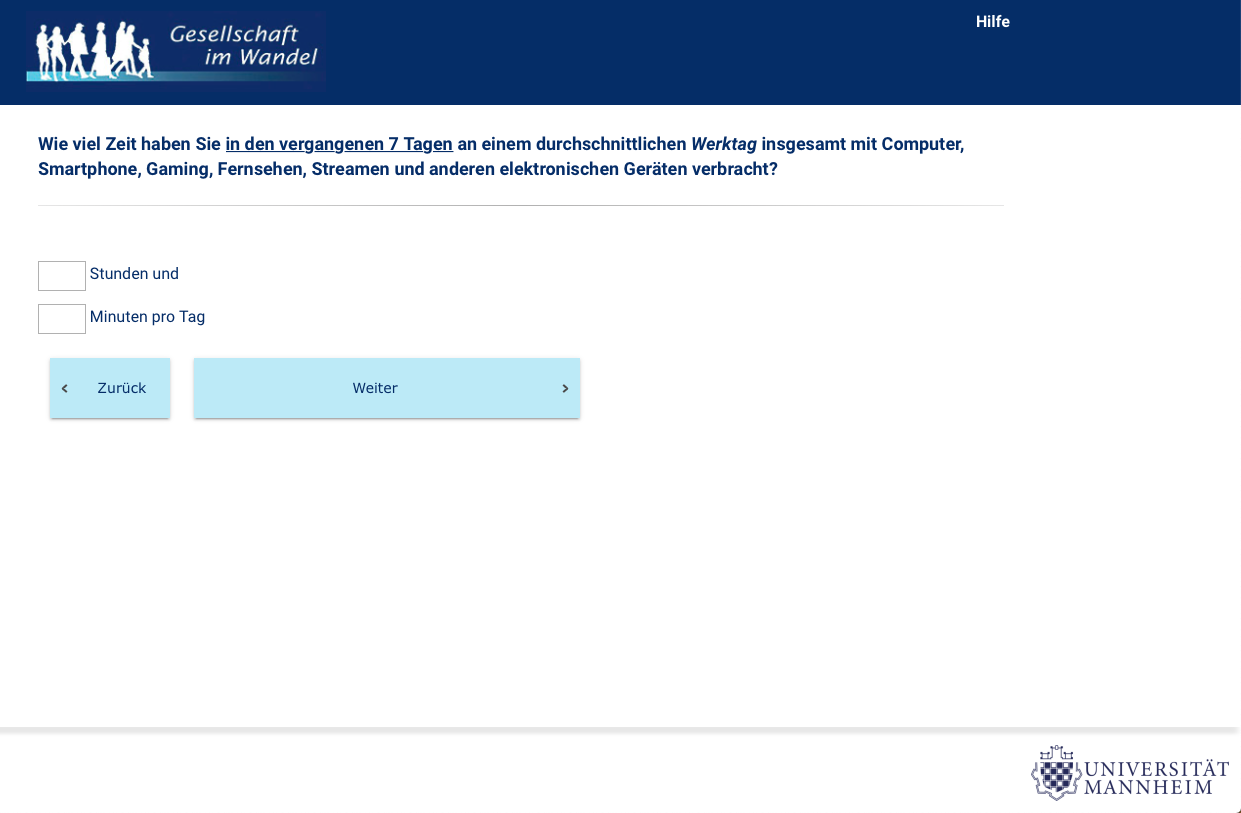 Gesellschaft
im Wandel
Hilfe
Wie viel Zeit haben Sie in den vergangenen 7 Tagen an einem durchschnittlichen Werktag insgesamt mit Computer,
Smartphone, Gaming, Fernsehen, Streamen und anderen elektronischen Geräten verbracht?
Stunden und
Minuten pro Tag
Zurück
Weiter
UNIVERSITÄT
MANNHEIM